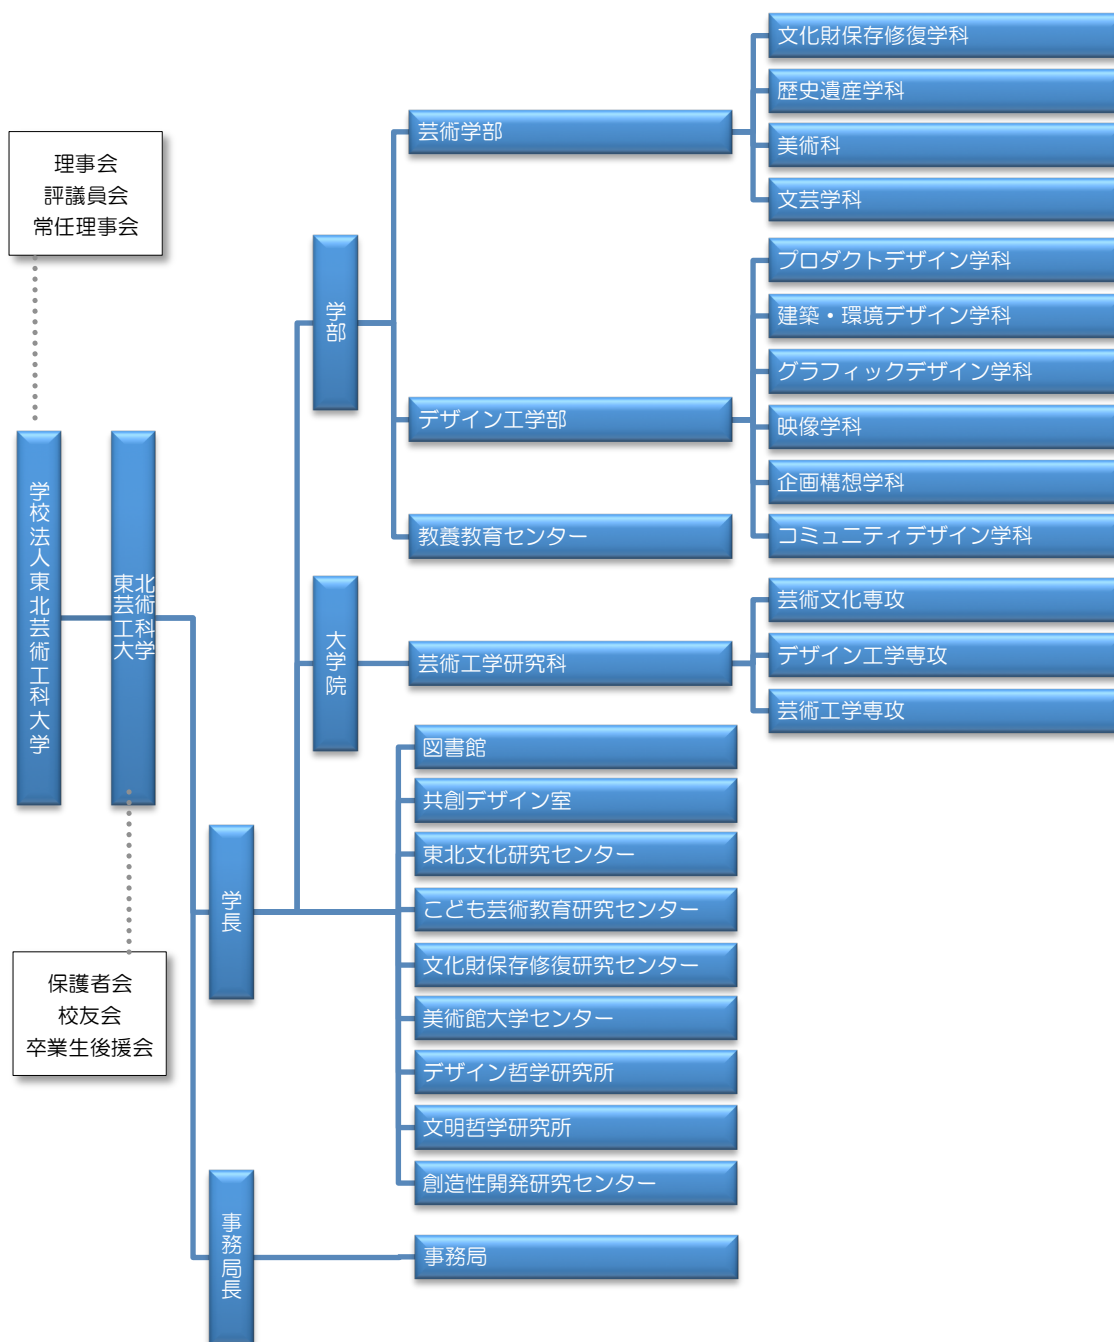 理事会
評議員会
常任理事会
学校法人東北芸術工科大学
東北
芸術
工科
大学
保護者会
校友会
卒業生後援会
学長
事務局長
学部
大学院
芸術学部
デザイン工学部
教養教育センター
芸術工学研究科
図書館
共創デザイン室
東北文化研究センター
こども芸術教育研究センター
文化財保存修復研究センター
美術館大学センター
デザイン哲学研究所
文明哲学研究所
創造性開発研究センター
事務局
文化財保存修復学科
歴史遺産学科
美術科
文芸学科
プロダクトデザイン学科
建築・環境デザイン学科
グラフィックデザイン学科
映像学科
企画構想学科
コミュニティデザイン学科
芸術文化専攻
デザイン工学専攻
芸術工学専攻